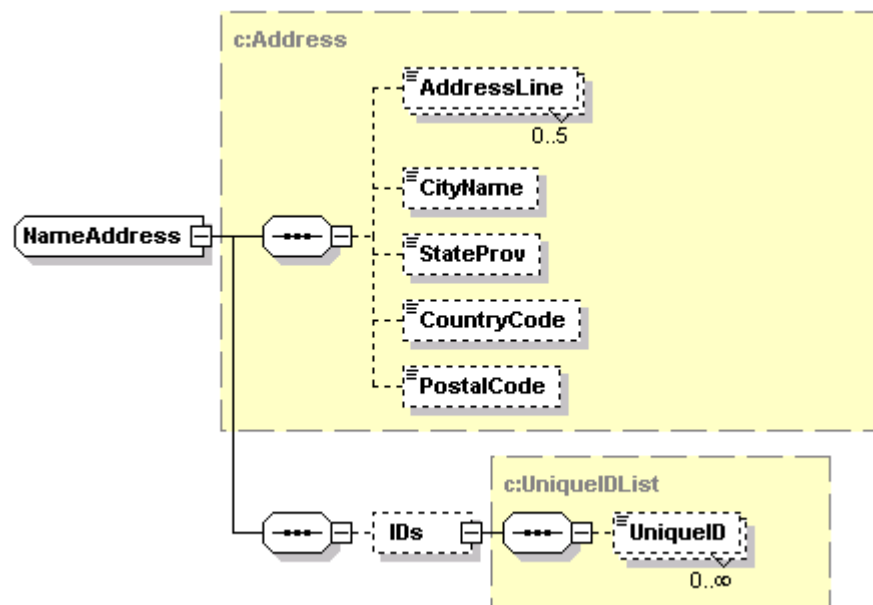 c:Address
AddressLine
0..5
CityName
NameAddress
StateProv
CountryCode
PostalCode
c:UniqueIDList
IDs
UniqueID
0..∞